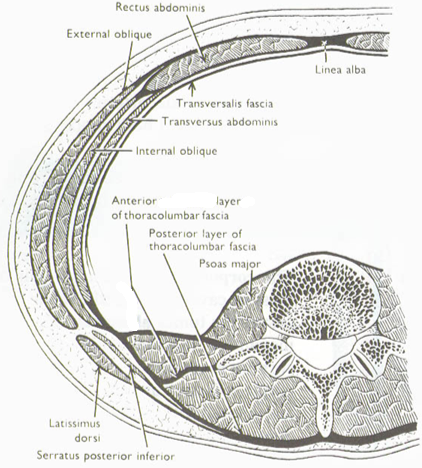 Rectus abdominis
External oblique
Linea alba
Transversalis fascia
Transversus abdominis
Internal oblique
Anterior layer
of thoracolumbar fascia
Posterior layer of
thoracolumbar fascia
Psoas major
Latissimus
dorsi
Serratus posterior inferior